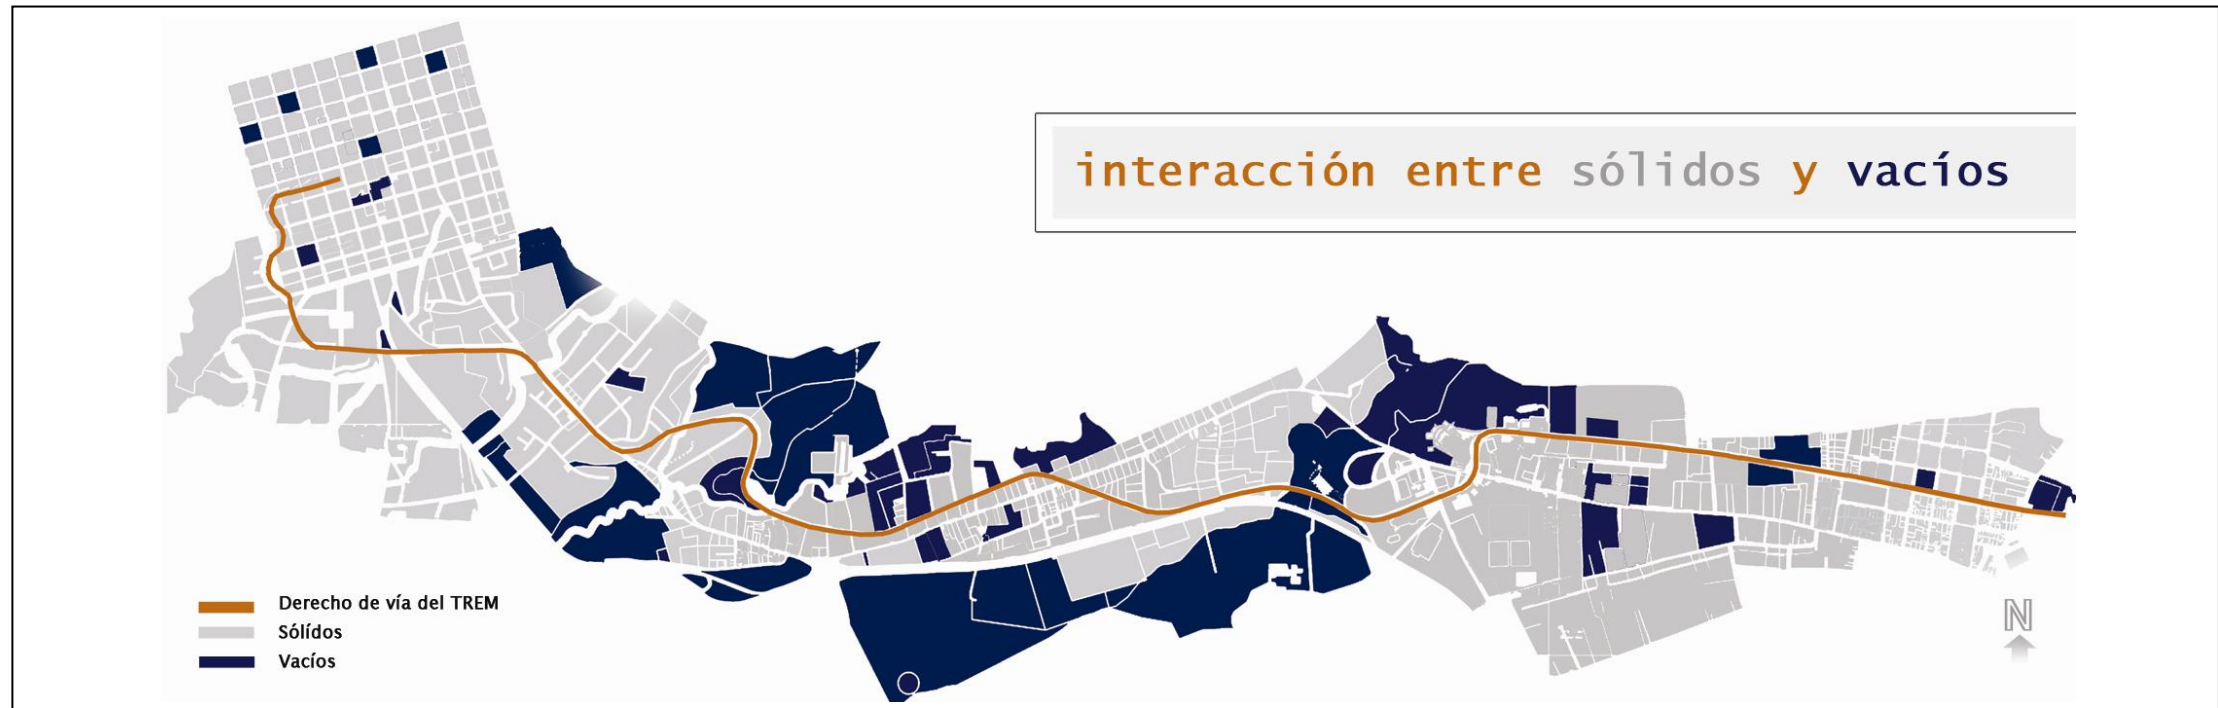 interacción entre sólidos y vacíos
Derecho de vía del TREM
Sólídos
Vacíos
N